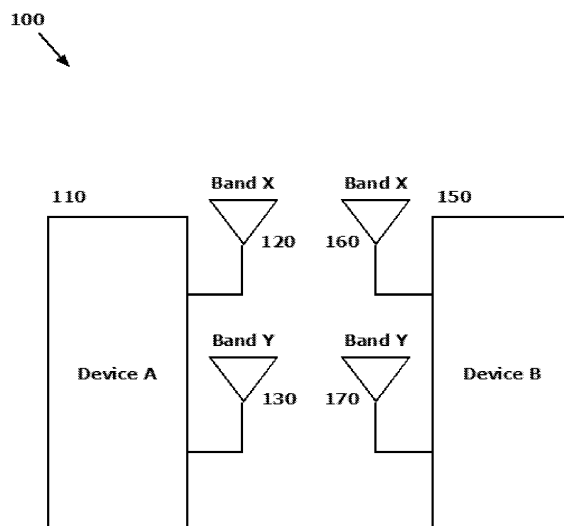 100
Band X Band X
110 150
120 160
Band Y Band Y
Device A Device B
130 170